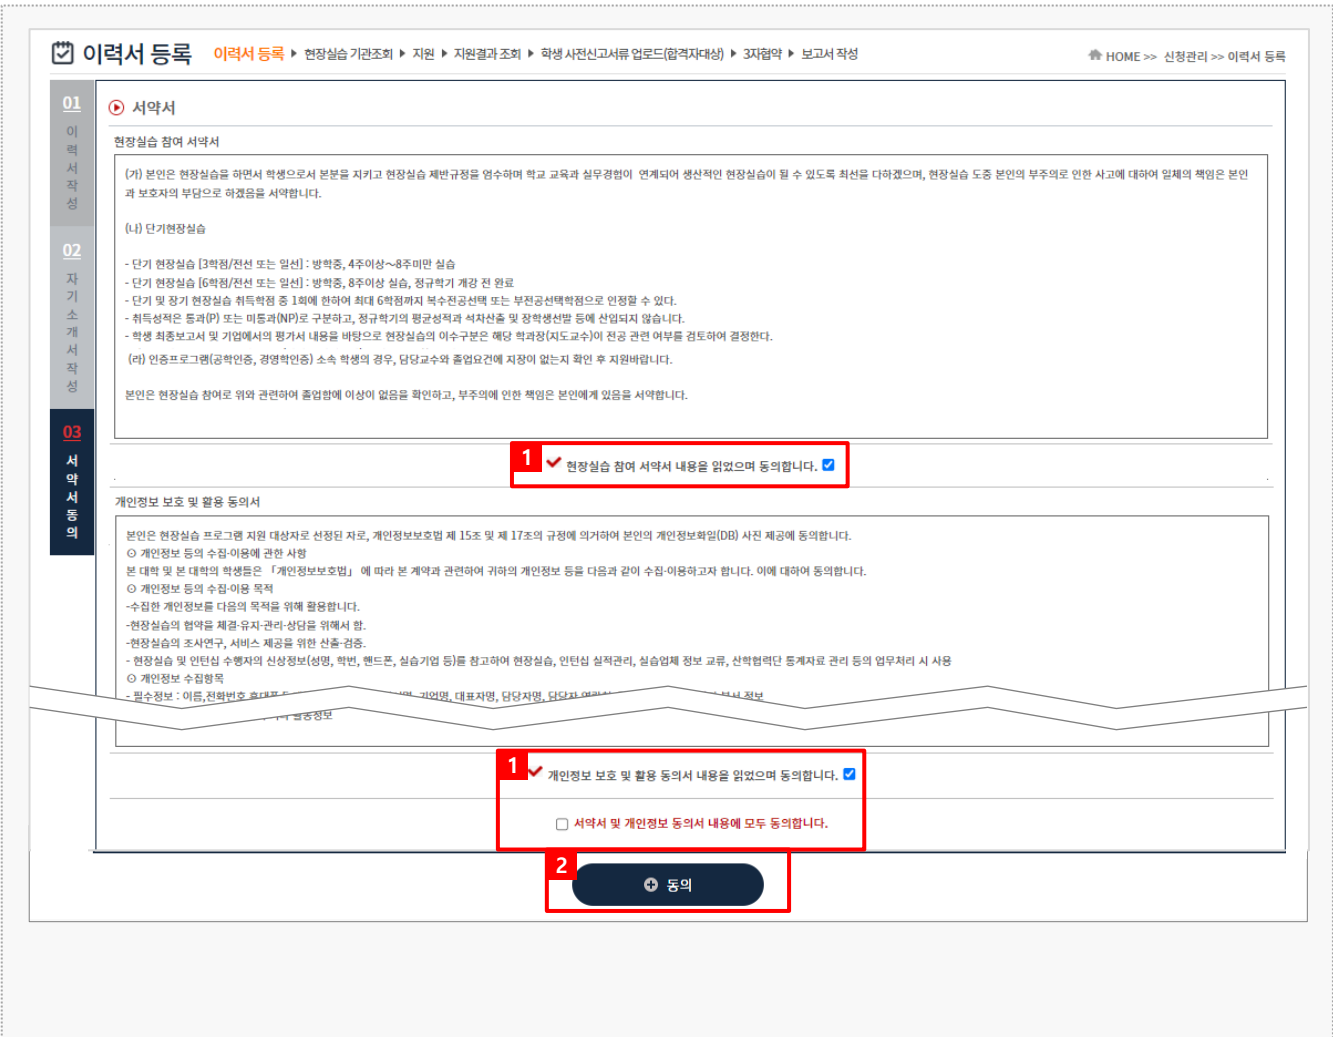 이력서 등록
이력서 등록 ▶ 현장실습 기관조회 ▶ 지원 ▶ 지원결과 조회 ▶ 학생 사전신고서류 업로드(합격자대상) ▶ 3자협약 ▶ 보고서 작성
HOME >> 신청관리 >> 이력서 등록
01
이
력
서
작
성
02
자
기
소
개
서
작
성
03
서
약
서
동
의
서약서
현장실습 참여 서약서
(가) 본인은 현장실습을 하면서 학생으로서 본분을 지키고 현장실습 제반규정을 엄수하며 학교 교육과 실무경험이 연계되어 생산적인 현장실습이 될 수 있도록 최선을 다하겠으며, 현장실습 도중 본인의 부주의로 인한 사고에 대하여 일체의 책임은 본인
과 보호자의 부담으로 하겠음을 서약합니다.
(나) 단기현장실습
- 단기 현장실습 [3학점/전선 또는 일선] : 방학중, 4주이상~8주미만 실습
- 단기 현장실습 [6학점/전선 또는 일선] : 방학중, 8주이상 실습, 정규학기 개강 전 완료
- 단기 및 장기 현장실습 취득학점 중 1회에 한하여 최대 6학점까지 복수전공선택 또는 부전공선택학점으로 인정할 수 있다.
- 취득성적은 통과(P) 또는 미통과(NP)로 구분하고, 정규학기의 평균성적과 석차산출 및 장학생선발 등에 산입되지 않습니다.
- 학생 최종보고서 및 기업에서의 평가서 내용을 바탕으로 현장실습의 이수구분은 해당 학과장(지도교수)이 전공 관련 여부를 검토하여 결정한다.
(라) 인증프로그램(공학인증, 경영학인증) 소속 학생의 경우, 담당교수와 졸업요건에 지장이 없는지 확인 후 지원바랍니다.
본인은 현장실습 참여로 위와 관련하여 졸업함에 이상이 없음을 확인하고, 부주의에 인한 책임은 본인에게 있음을 서약합니다.
1
현장실습 참여 서약서 내용을 읽었으며 동의합니다.
개인정보 보호 및 활용 동의서
본인은 현장실습 프로그램 지원 대상자로 선정된 자로, 개인정보보호법 제 15조 및 제 17조의 규정에 의거하여 본인의 개인정보화일(DB) 사진 제공에 동의합니다.
⊙ 개인정보 등의 수집·이용에 관한 사항
본 대학 및 본 대학의 학생들은 「개인정보보호법」 에 따라 본 계약과 관련하여 귀하의 개인정보 등을 다음과 같이 수집·이용하고자 합니다. 이에 대하여 동의합니다.
⊙ 개인정보 등의 수집·이용 목적
-수집한 개인정보를 다음의 목적을 위해 활용합니다.
-현장실습의 협약을 체결·유지·관리·상담을 위해서 함.
-현장실습의 조사연구, 서비스 제공을 위한 산출·검증.
- 현장실습 및 인턴십 수행자의 신상정보(성명, 학번, 핸드폰, 실습기업 등)를 참고하여 현장실습, 인턴십 실적관리, 실습업체 정보 교류, 산학협력단 통계자료 관리 등의 업무처리 시 사용
⊙ 개인정보 수집항목
- 필수정보 : 이름,전화번호 기업명, 대표자명, 담당자명, 담당자 정보
활동정보
1
개인정보 보호 및 활용 동의서 내용을 읽었으며 동의합니다.
서약서 및 개인정보 동의서 내용에 모두 동의합니다.
2
동의